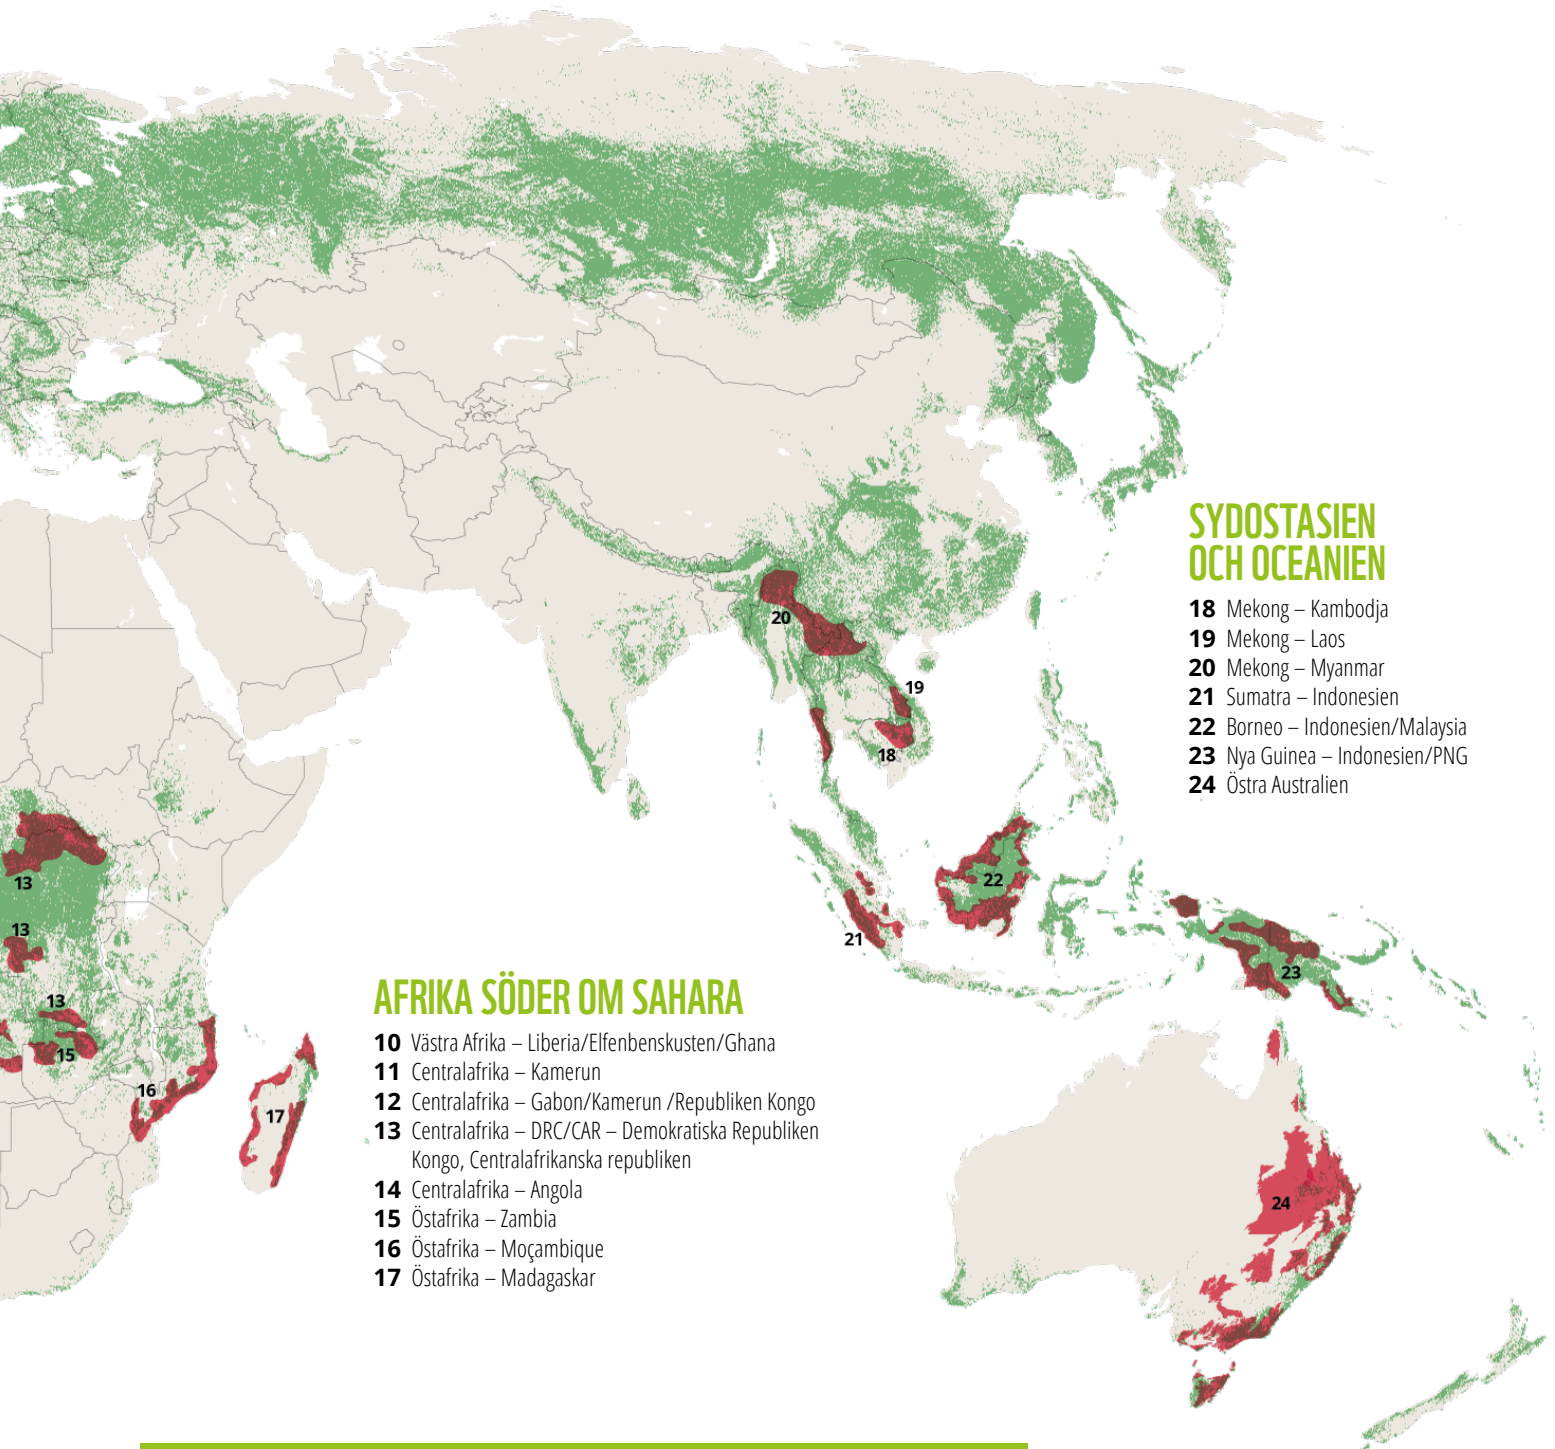 SYDOSTASIEN
OCH OCEANIEN
18 Mekong – Kambodja
19 Mekong – Laos
20 Mekong – Myanmar
21 Sumatra – Indonesien
22 Borneo – Indonesien/Malaysia
23 Nya Guinea – Indonesien/PNG
24 Östra Australien
20
19
18
13
22
13
21
23
AFRIKA SÖDER OM SAHARA
10 Västra Afrika – Liberia/Elfenbenskusten/Ghana
11 Centralafrika – Kamerun
12 Centralafrika – Gabon/Kamerun /Republiken Kongo
13 Centralafrika – DRC/CAR – Demokratiska Republiken
Kongo, Centralafrikanska republiken
14 Centralafrika – Angola
15 Östafrika – Zambia
16 Östafrika – Moçambique
17 Östafrika – Madagaskar
13
15
16
17
24